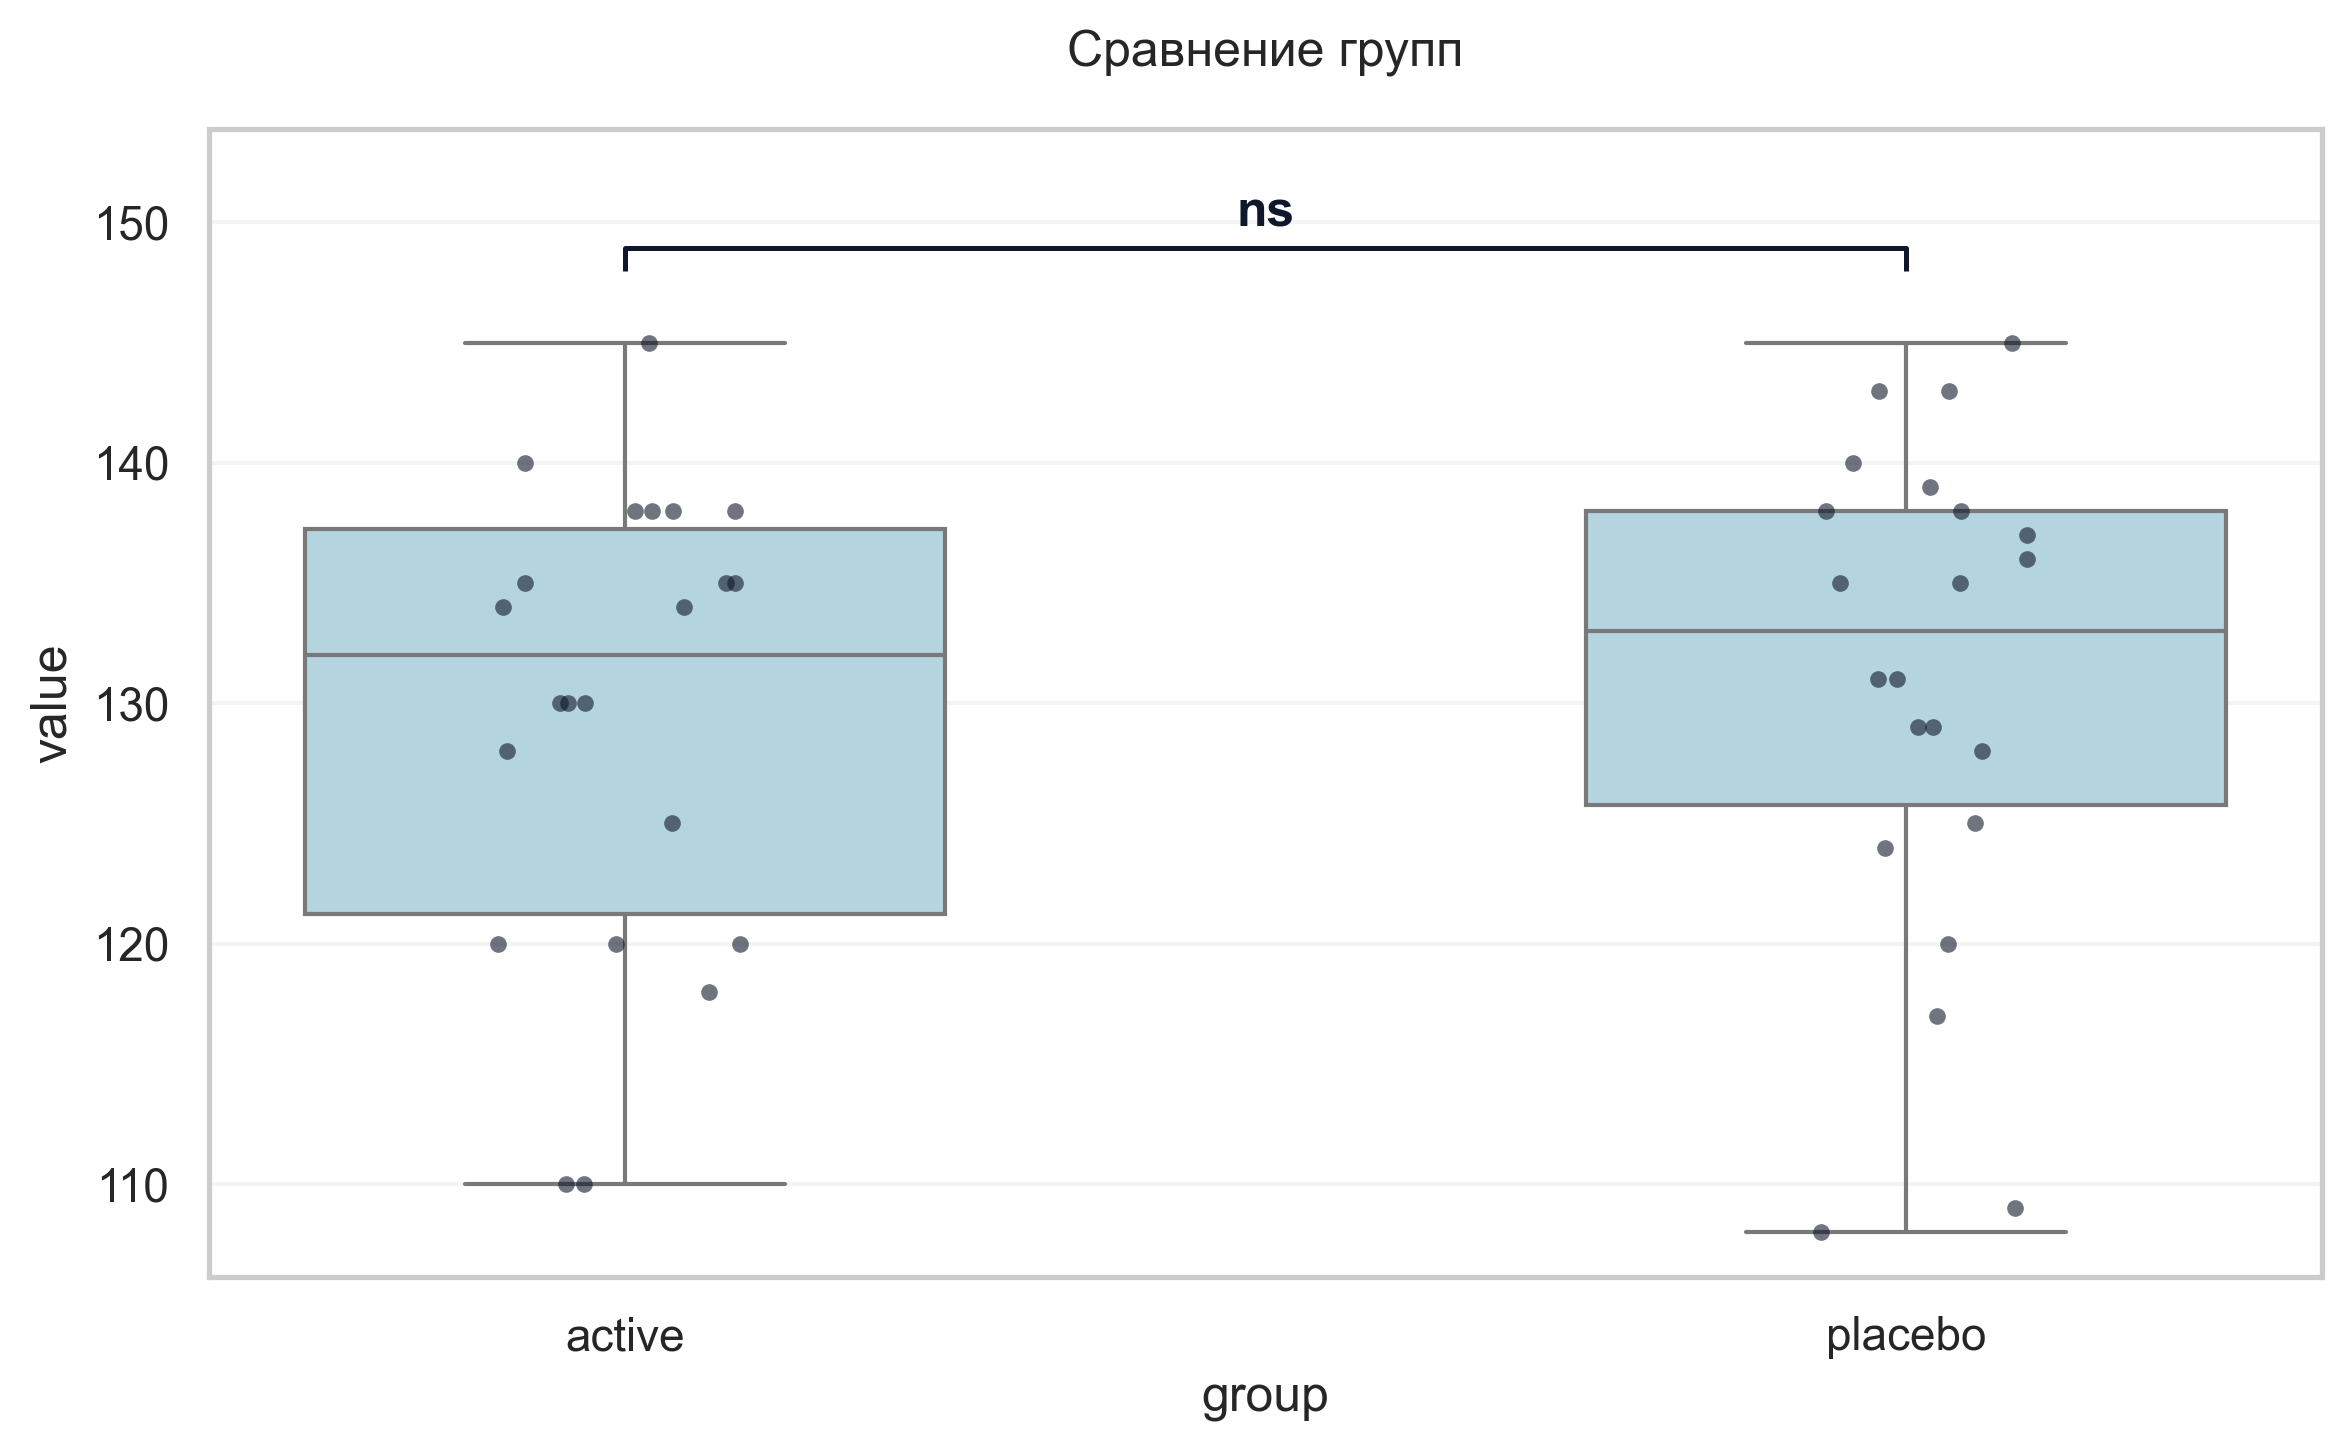 Сравнение групп
ns
150
140
130
120
110
value
active
placebo
group